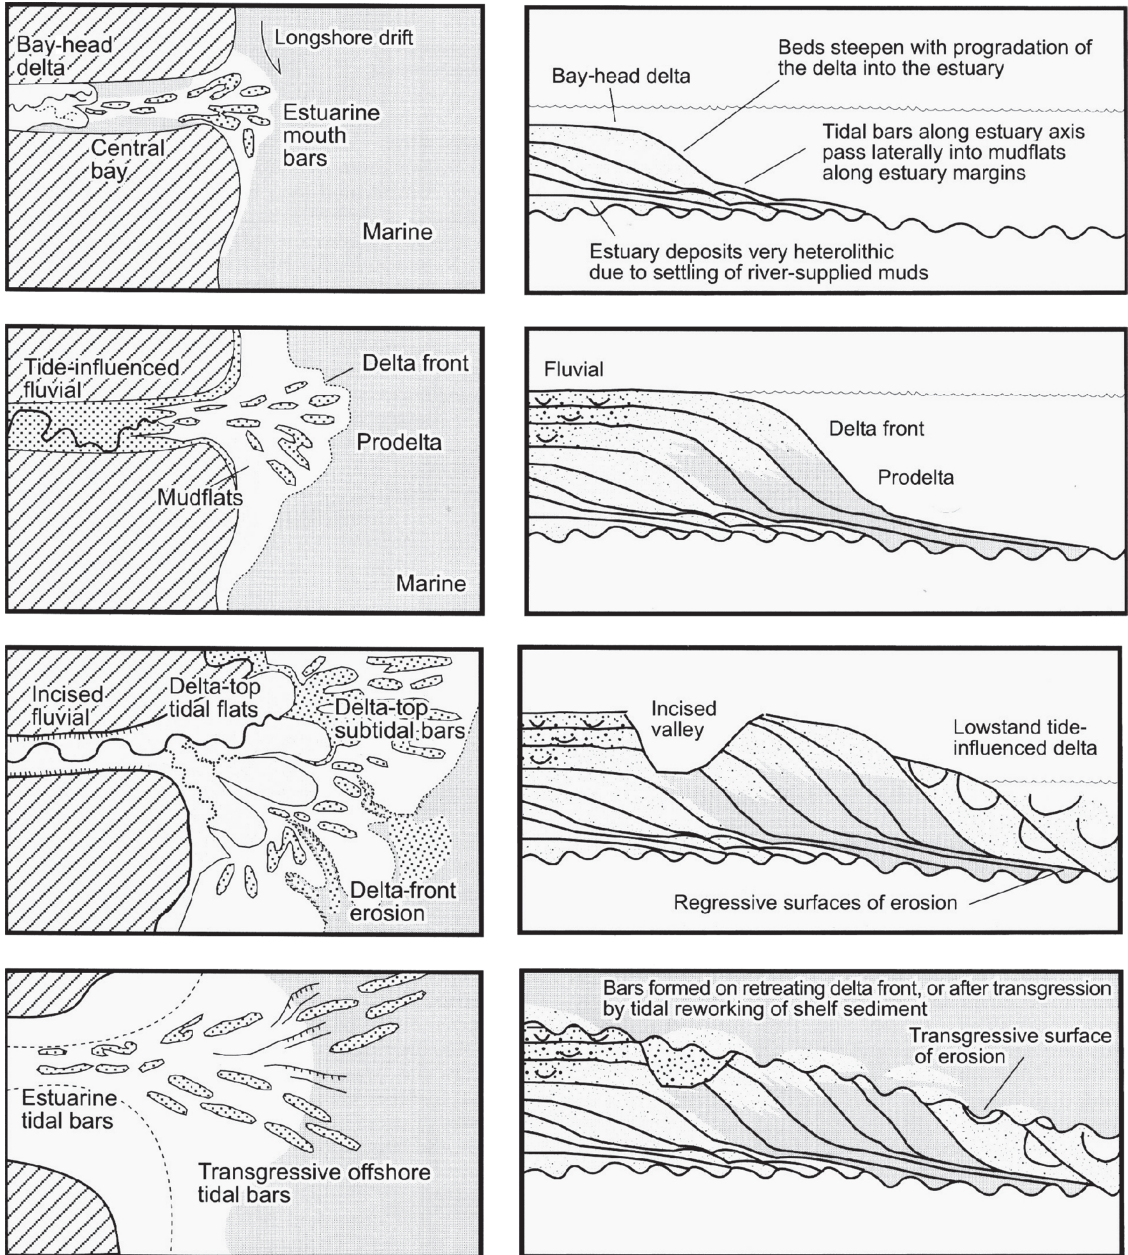 Bay-head
delta
Longshore drift
Estuarine
mouth
bars
Central
bay
Marine
Beds steepen with progradation of
the delta into the estuary
Bay-head delta
Tidal bars along estuary axis
pass laterally into mudflats
along estuary margins
Estuary deposits very heterolithic
due to settling of river-supplied muds
Tide-influenced
fluvial
Delta front
Prodelta
Mudflats
Marine
Fluvial
Delta front
Prodelta
Incised
fluvial
Delta-top
tidal flats
Delta-top
subtidal bars
Delta-front
erosion
Incised
valley
Lowstand tide-
influenced delta
Regressive surfaces of erosion
Estuarine
tidal bars
Transgressive offshore
tidal bars
Bars formed on retreating delta front, or after transgression
by tidal reworking of shelf sediment
Transgressive surface
of erosion